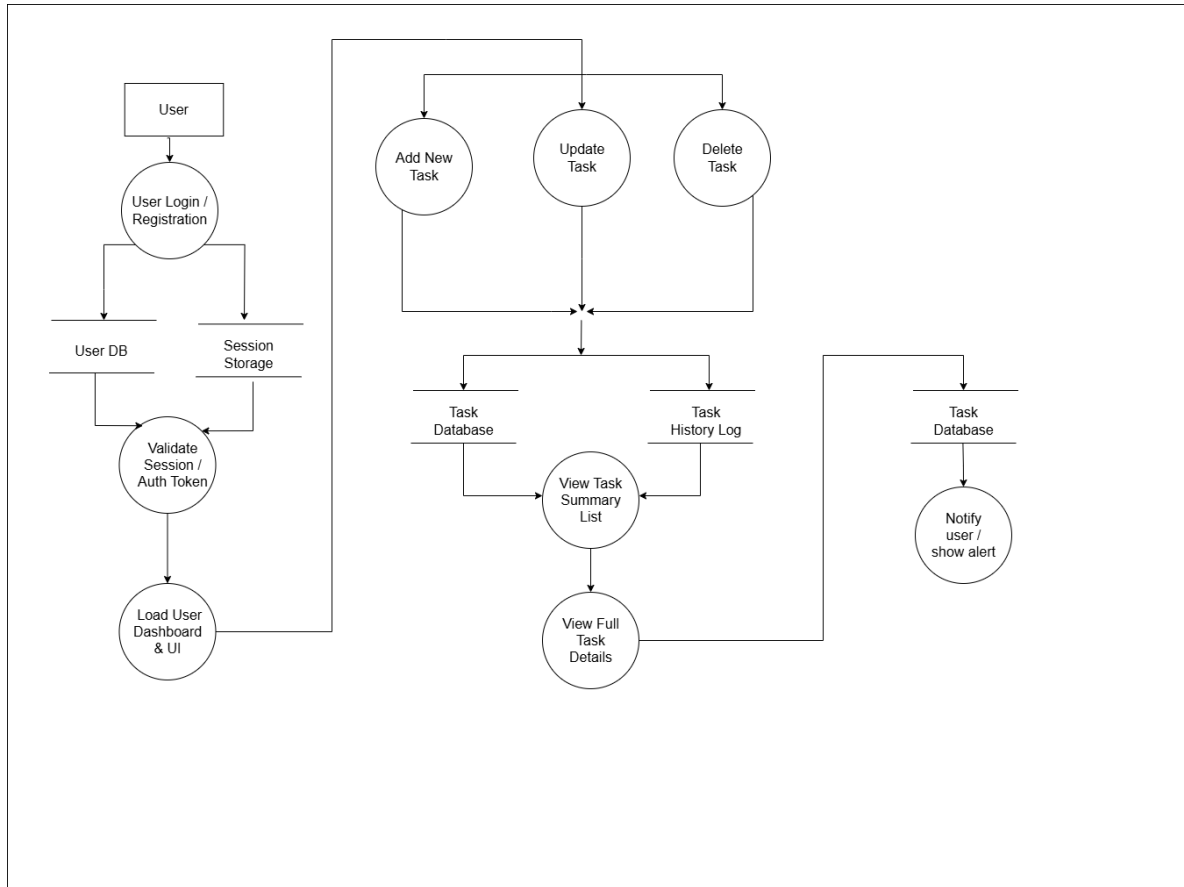 User
User Login /
Registration
User DB
Session
Storage
Validate
Session /
Auth Token
Load User
Dashboard
& UI
Add New
Task
Update
Task
Delete
Task
Task
Database
Task
History Log
View Task
Summary
List
View Full
Task
Details
Task
Database
Notify
user /
show alert